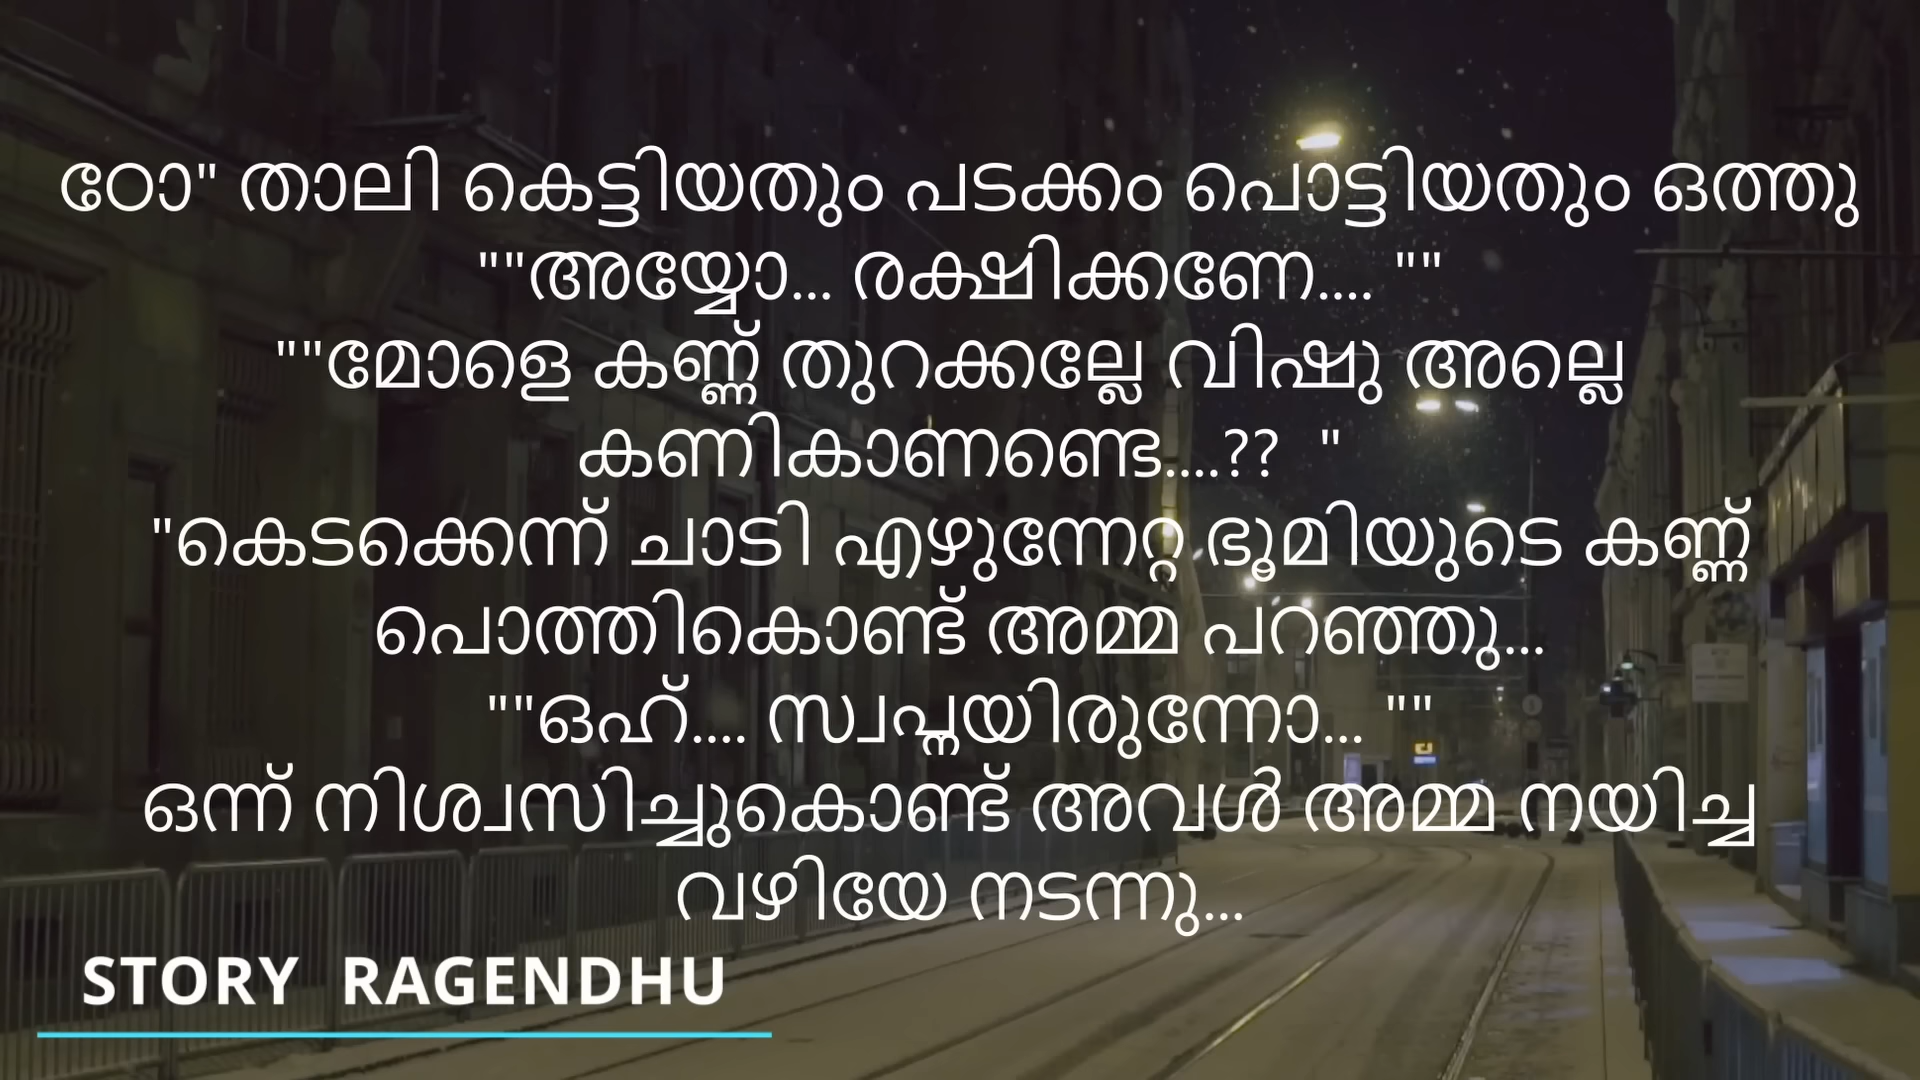 ഠോ" താലി കെട്ടിയതും പടക്കം പൊട്ടിയതും ഒത്തു
""അയ്യോ... രക്ഷിക്കണേ.... ""
""മോളെ കണ്ണ് തുറക്കല്ലേ വിഷു അല്ലെ
കണികാണണ്ടെ....?? "
"കെടക്കെന്ന് ചാടി എഴുന്നേറ്റ ഭൂമിയുടെ കണ്ണ്
പൊത്തികൊണ്ട് അമ്മ പറഞ്ഞു...
""ഒഹ്.... സ്വപ്നയിരുന്നോ... ""
ഒന്ന് നിശ്വസിച്ചുകൊണ്ട് അവൾ അമ്മ നയിച്ച
വഴിയേ നടന്നു...
STORY RAGENDHU